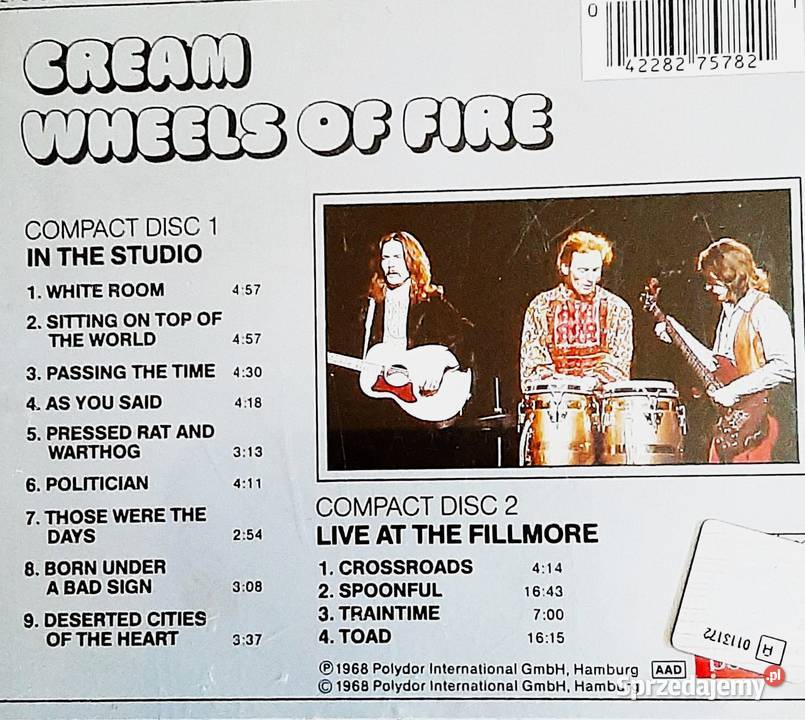 0
42282 75782
CREAM
WHEELS OF FIRE
COMPACT DISC 1
IN THE STUDIO
1. WHITE ROOM 4:57
2. SITTING ON TOP OF
THE WORLD 4:57
3. PASSING THE TIME 4:30
4. AS YOU SAID 4:18
5. PRESSED RAT AND
WARTHOG 3:13
6. POLITICIAN 4:11
7. THOSE WERE THE
DAYS 2:54
8. BORN UNDER
A BAD SIGN 3:08
9. DESERTED CITIES
OF THE HEART 3:37
COMPACT DISC 2
LIVE AT THE FILLMORE
1. CROSSROADS 4:14
2. SPOONFUL 16:43
3. TRAINTIME 7:00
4. TOAD 16:15
℗ 1968 Polydor International GmbH, Hamburg AAD
© 1968 Polydor International GmbH, Hamburg
R 0113172
Sprzedajemy.pl